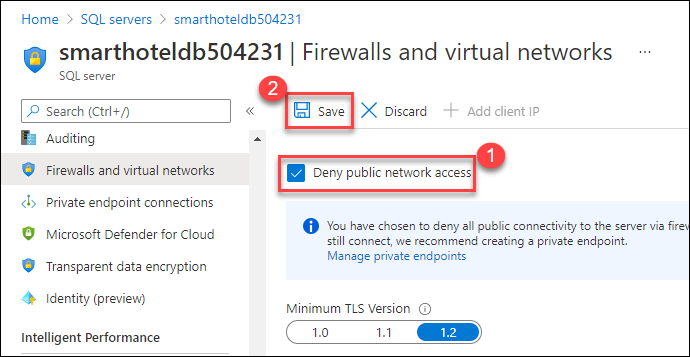 Home > SQL servers > smarthoteldb504231
smarthoteldb504231 | Firewalls and virtual networks ...
SQL server
2
Search (Ctrl+/) «
Save Discard + Add client IP
Auditing
1
Firewalls and virtual networks
Deny public network access
Private endpoint connections
Microsoft Defender for Cloud
Transparent data encryption
Identity (preview)
Intelligent Performance
You have chosen to deny all public connectivity to the server via firew
still connect, we recommend creating a private endpoint.
Manage private endpoints
Minimum TLS Version
1.0 1.1 1.2